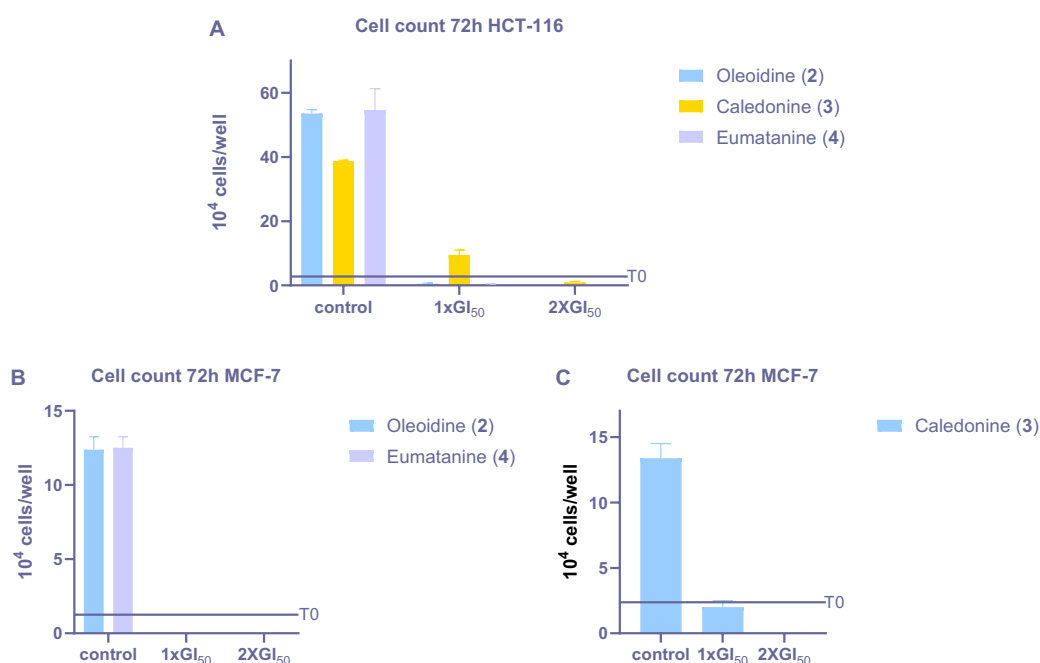 A
Cell count 72h HCT-116
10⁴ cells/well
60
40
20
0
T0
control
1xGI₅₀
2XGI₅₀
Oleoidine (2)
Caledonine (3)
Eumatanine (4)
B
Cell count 72h MCF-7
10⁴ cells/well
15
10
5
0
T0
control
1xGI₅₀
2XGI₅₀
Oleoidine (2)
Eumatanine (4)
C
Cell count 72h MCF-7
10⁴ cells/well
15
10
5
0
T0
control
1xGI₅₀
2XGI₅₀
Caledonine (3)